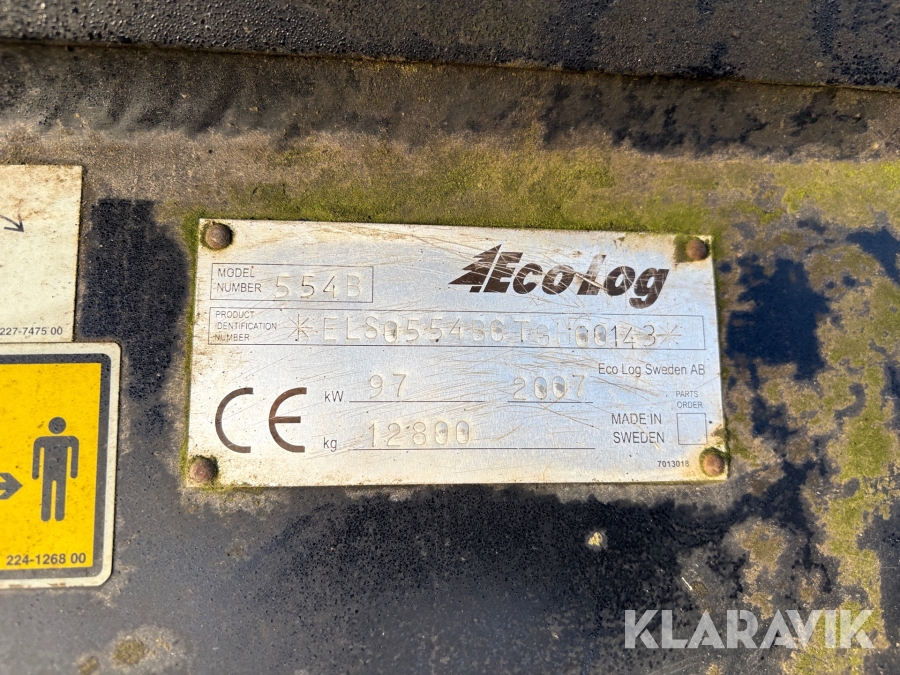 MODEL
NUMBER 554B
EcoLog
PRODUCT
IDENTIFICATION
NUMBER
Eco Log Sweden AB
kW 97 2007
PARTS
ORDER
CE
kg 12800
MADE IN
SWEDEN
7013018
227-7475 00
224-1268 00
KLARAVIK